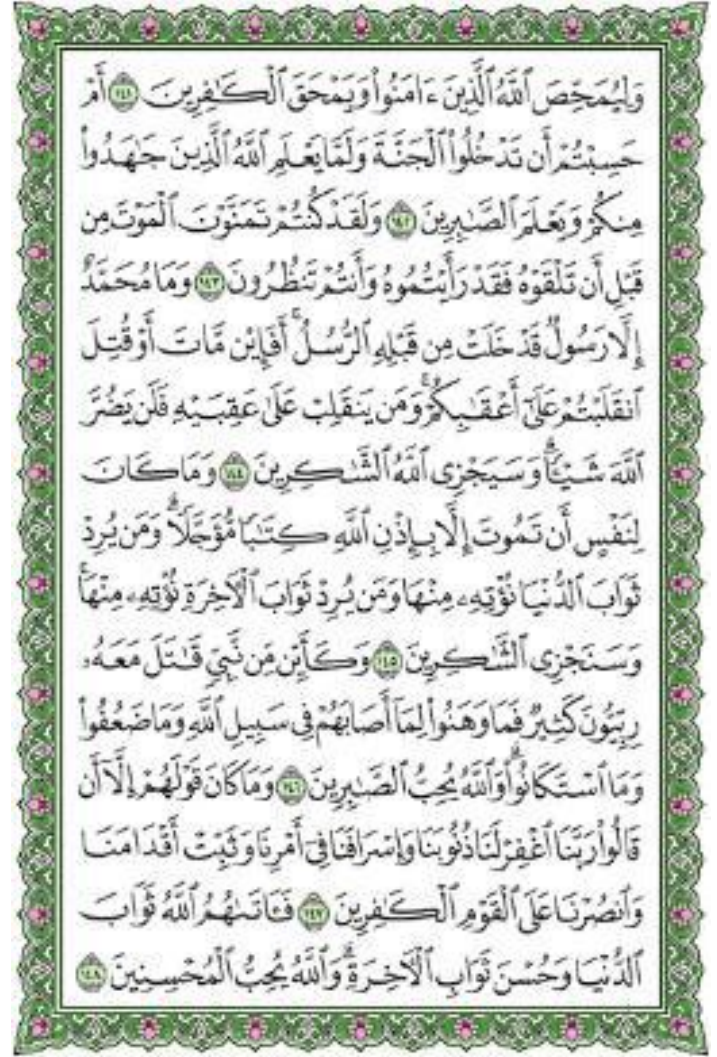 وَلِيُمَحِّصَ ٱللَّهُ ٱلَّذِينَ ءَامَنُوا۟ وَيَمْحَقَ ٱلْكَـٰفِرِينَ ١٤١ أَمْ
حَسِبْتُمْ أَن تَدْخُلُوا۟ ٱلْجَنَّةَ وَلَمَّا يَعْلَمِ ٱللَّهُ ٱلَّذِينَ جَـٰهَدُوا۟
مِنكُمْ وَيَعْلَمَ ٱلصَّـٰبِرِينَ ١٤٢ وَلَقَدْ كُنتُمْ تَمَنَّوْنَ ٱلْمَوْتَ مِن
قَبْلِ أَن تَلْقَوْهُ فَقَدْ رَأَيْتُمُوهُ وَأَنتُمْ تَنظُرُونَ ١٤٣ وَمَا مُحَمَّدٌ
إِلَّا رَسُولٌ قَدْ خَلَتْ مِن قَبْلِهِ ٱلرُّسُلُ ۚ أَفَإِي۟ن مَّاتَ أَوْ قُتِلَ
ٱنقَلَبْتُمْ عَلَىٰٓ أَعْقَـٰبِكُمْ ۚ وَمَن يَنقَلِبْ عَلَىٰ عَقِبَيْهِ فَلَن يَضُرَّ
ٱللَّهَ شَيْـًٔا ۗ وَسَيَجْزِى ٱللَّهُ ٱلشَّـٰكِرِينَ ١٤٤ وَمَا كَانَ
لِنَفْسٍ أَن تَمُوتَ إِلَّا بِإِذْنِ ٱللَّهِ كِتَـٰبًا مُّؤَجَّلًا ۗ وَمَن يُرِدْ
ثَوَابَ ٱلدُّنْيَا نُؤْتِهِۦ مِنْهَا وَمَن يُرِدْ ثَوَابَ ٱلْـَٔاخِرَةِ نُؤْتِهِۦ مِنْهَا ۚ
وَسَنَجْزِى ٱلشَّـٰكِرِينَ ١٤٥ وَكَأَيِّن مِّن نَّبِىٍّ قَـٰتَلَ مَعَهُۥ
رِبِّيُّونَ كَثِيرٌ فَمَا وَهَنُوا۟ لِمَآ أَصَابَهُمْ فِى سَبِيلِ ٱللَّهِ وَمَا ضَعُفُوا۟
وَمَا ٱسْتَكَانُوا۟ ۗ وَٱللَّهُ يُحِبُّ ٱلصَّـٰبِرِينَ ١٤٦ وَمَا كَانَ قَوْلَهُمْ إِلَّآ أَن
قَالُوا۟ رَبَّنَا ٱغْفِرْ لَنَا ذُنُوبَنَا وَإِسْرَافَنَا فِىٓ أَمْرِنَا وَثَبِّتْ أَقْدَامَنَا
وَٱنصُرْنَا عَلَى ٱلْقَوْمِ ٱلْكَـٰفِرِينَ ١٤٧ فَـَٔاتَىٰهُمُ ٱللَّهُ ثَوَابَ
ٱلدُّنْيَا وَحُسْنَ ثَوَابِ ٱلْـَٔاخِرَةِ ۗ وَٱللَّهُ يُحِبُّ ٱلْمُحْسِنِينَ ١٤٨